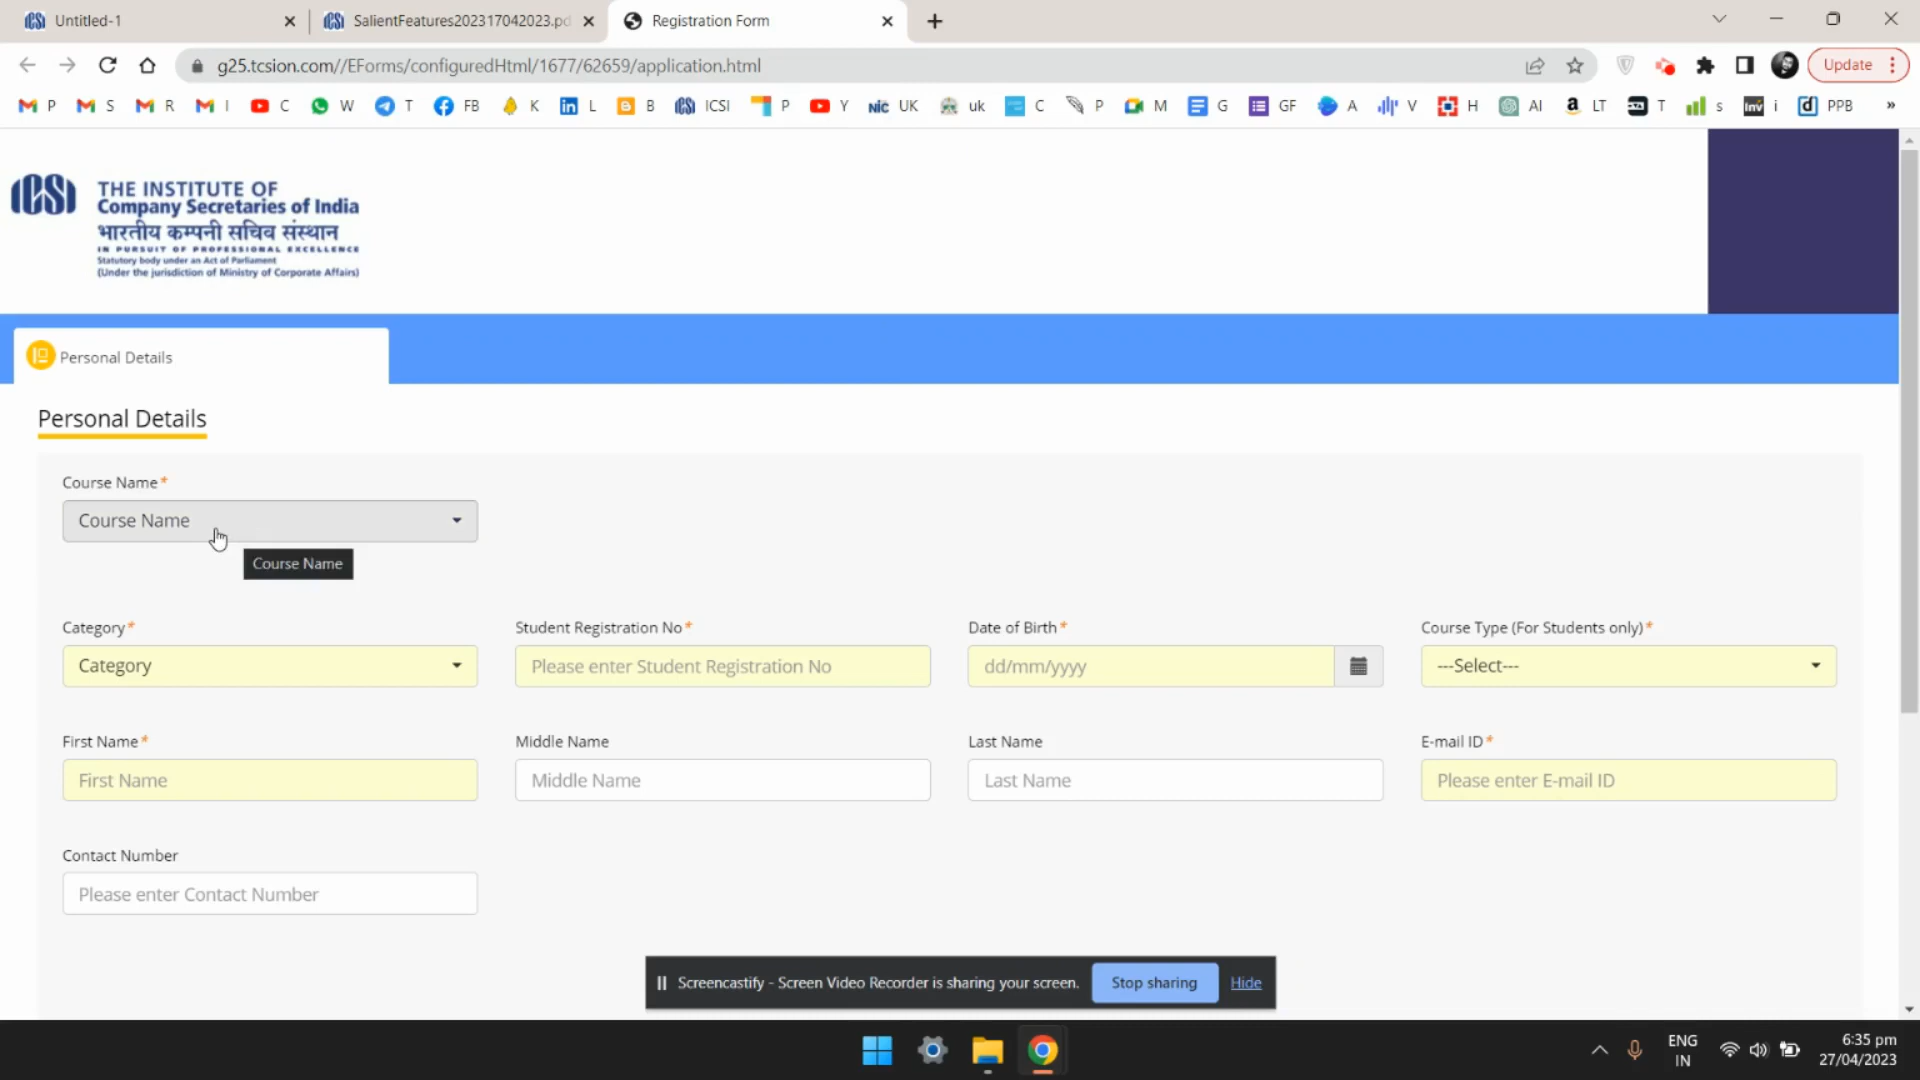 Untitled-1
SalientFeatures202317042023.pd
Registration Form
g25.tcsion.com//EForms/configuredHtml/1677/62659/application.html
Update
P S R I C W T FB K L B ICSI P Y NIC UK uk C P M G GF A V H AI LT T s Inv i PPB »
ICSI
THE INSTITUTE OF
Company Secretaries of India
भारतीय कम्पनी सचिव संस्थान
IN PURSUIT OF PROFESSIONAL EXCELLENCE
Statutory body under an Act of Parliament
(Under the jurisdiction of Ministry of Corporate Affairs)
Personal Details
Personal Details
Course Name*
Course Name
Course Name
Category* Student Registration No* Date of Birth* Course Type (For Students only)*
Category Please enter Student Registration No dd/mm/yyyy ---Select---
First Name* Middle Name Last Name E-mail ID*
First Name Middle Name Last Name Please enter E-mail ID
Contact Number
Please enter Contact Number
Screencastify - Screen Video Recorder is sharing your screen. Stop sharing Hide
ENG
IN
6:35 pm
27/04/2023